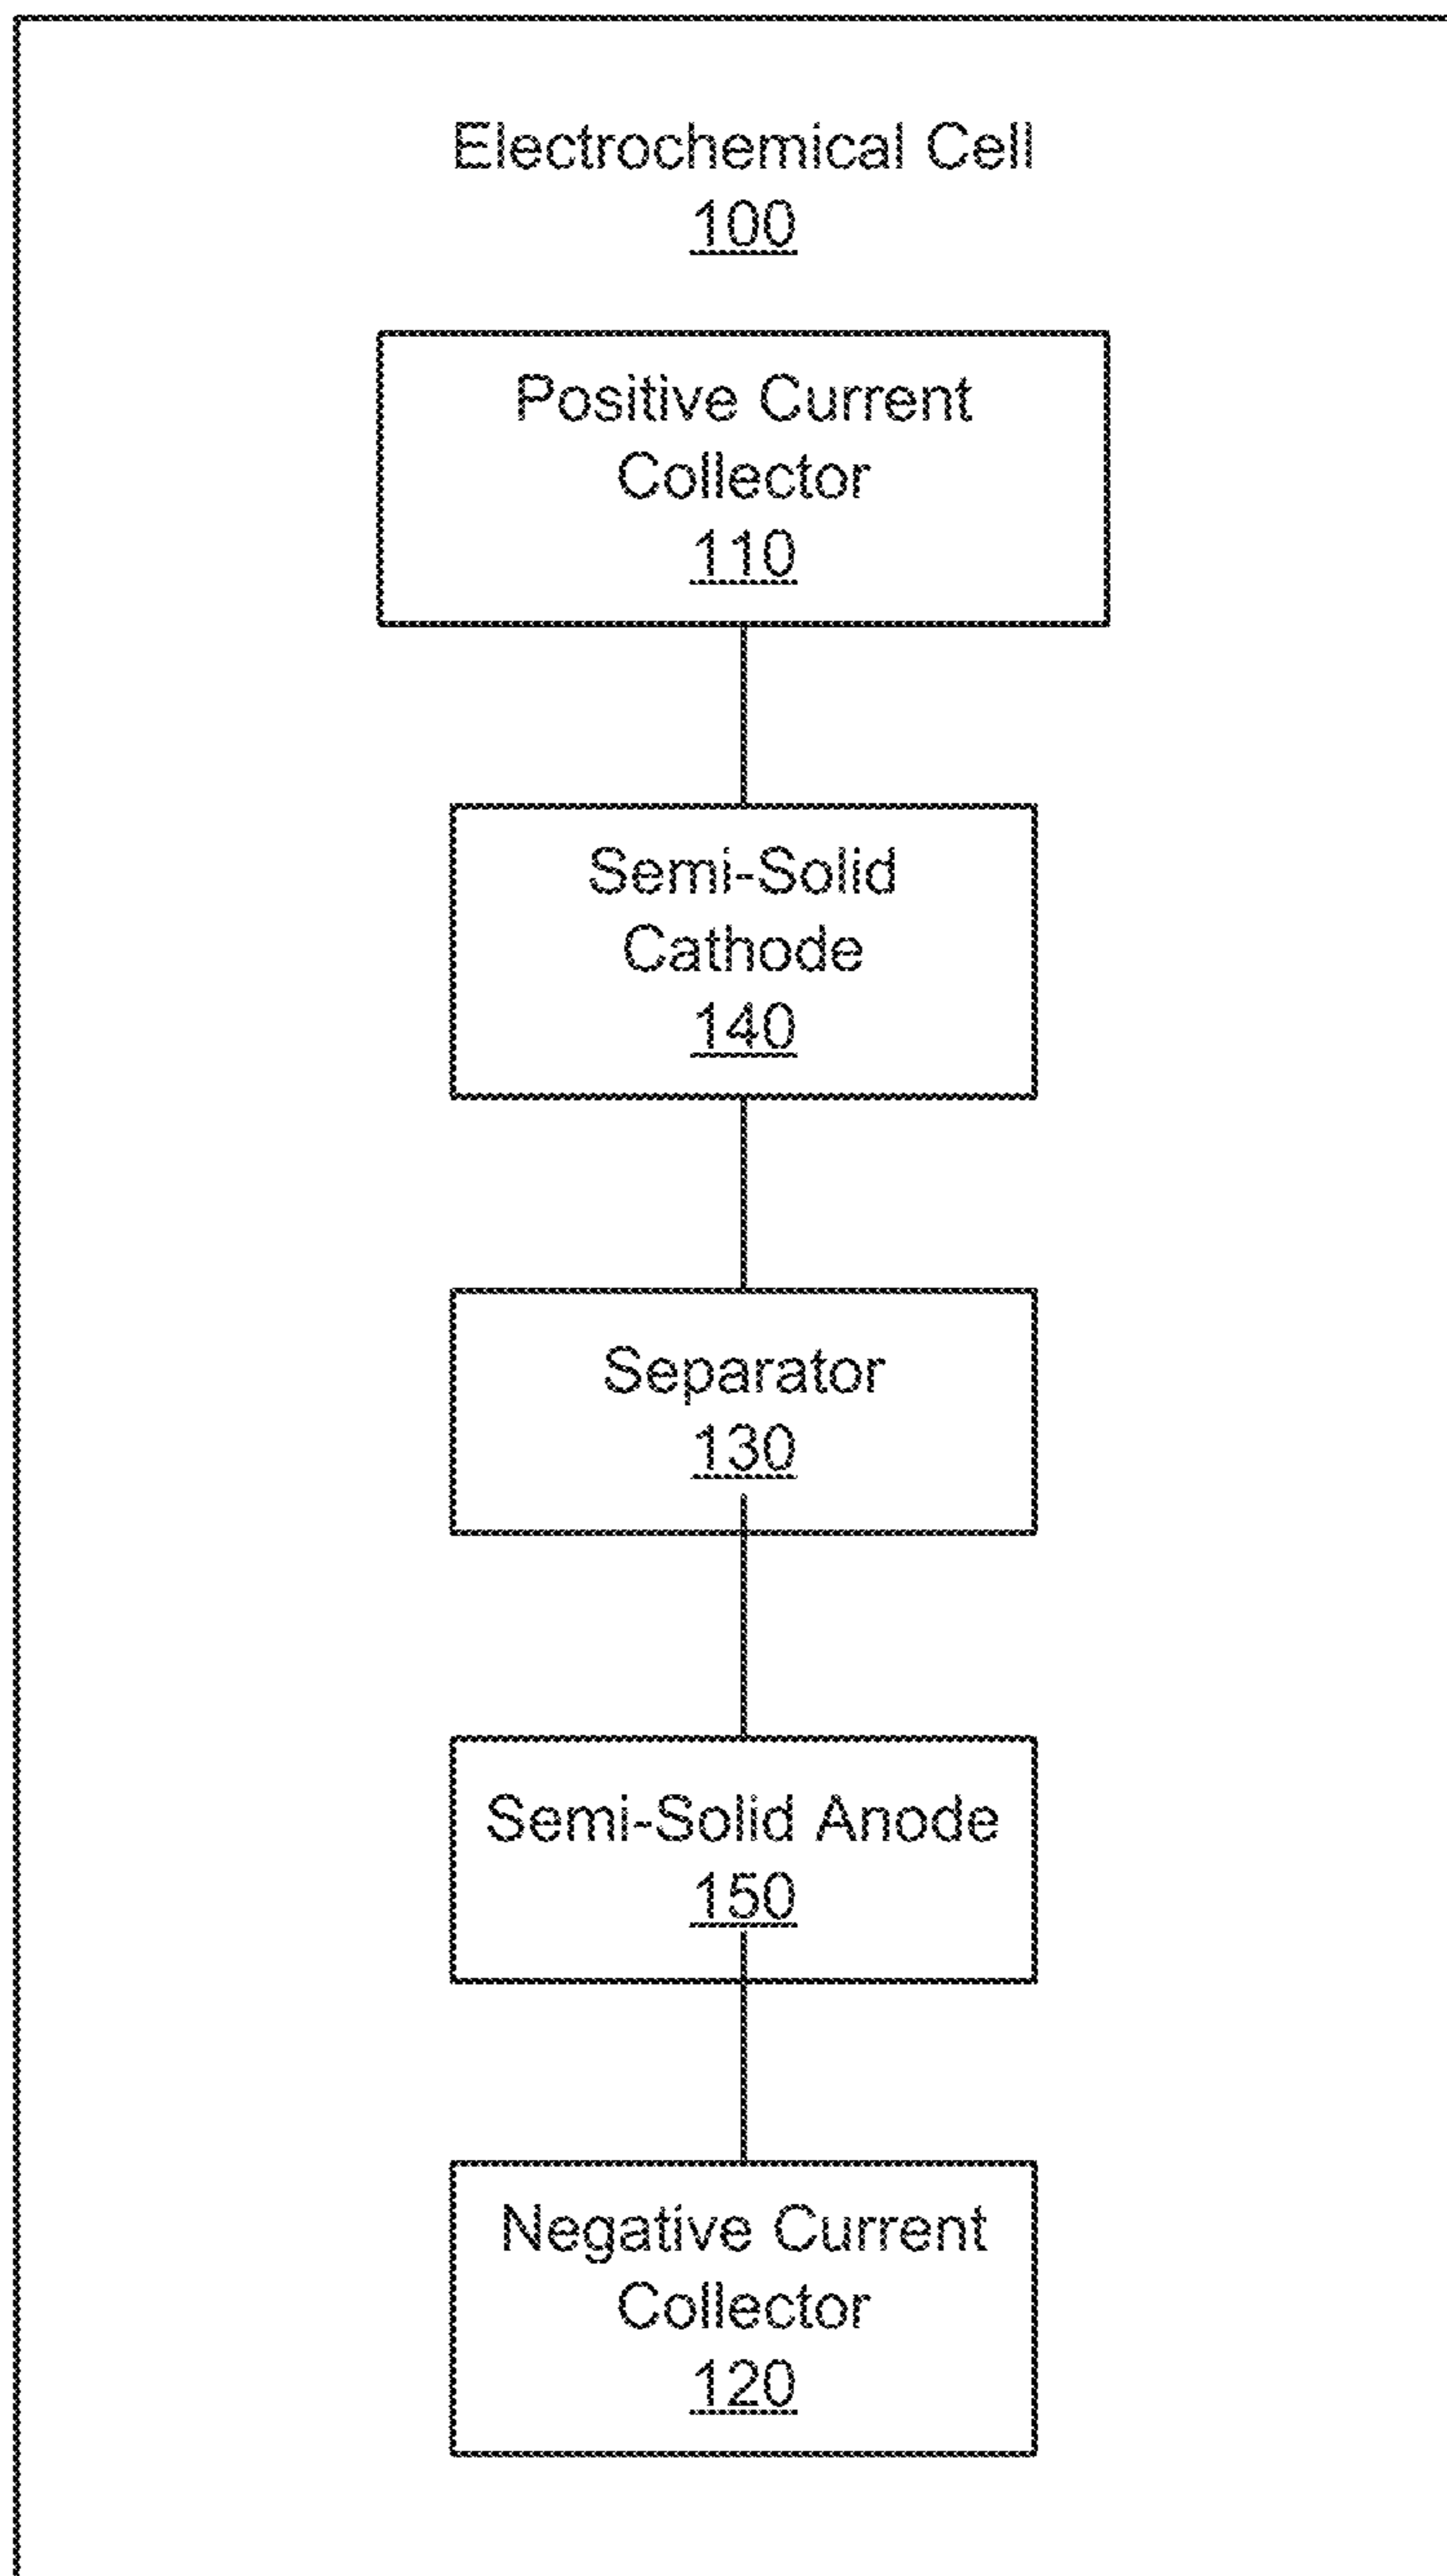 Electrochemical Cell
100
Positive Current
Collector
110
Semi-Solid
Cathode
140
Separator
130
Semi-Solid Anode
150
Negative Current
Collector
120